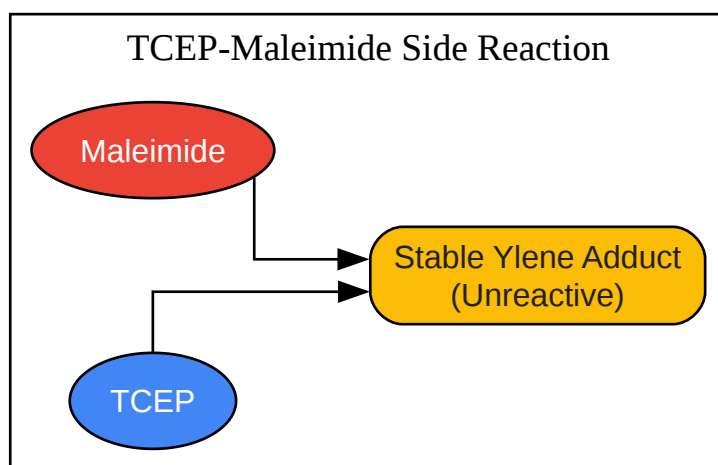 TCEP-Maleimide Side Reaction
Maleimide
Stable Ylene Adduct
(Unreactive)
TCEP